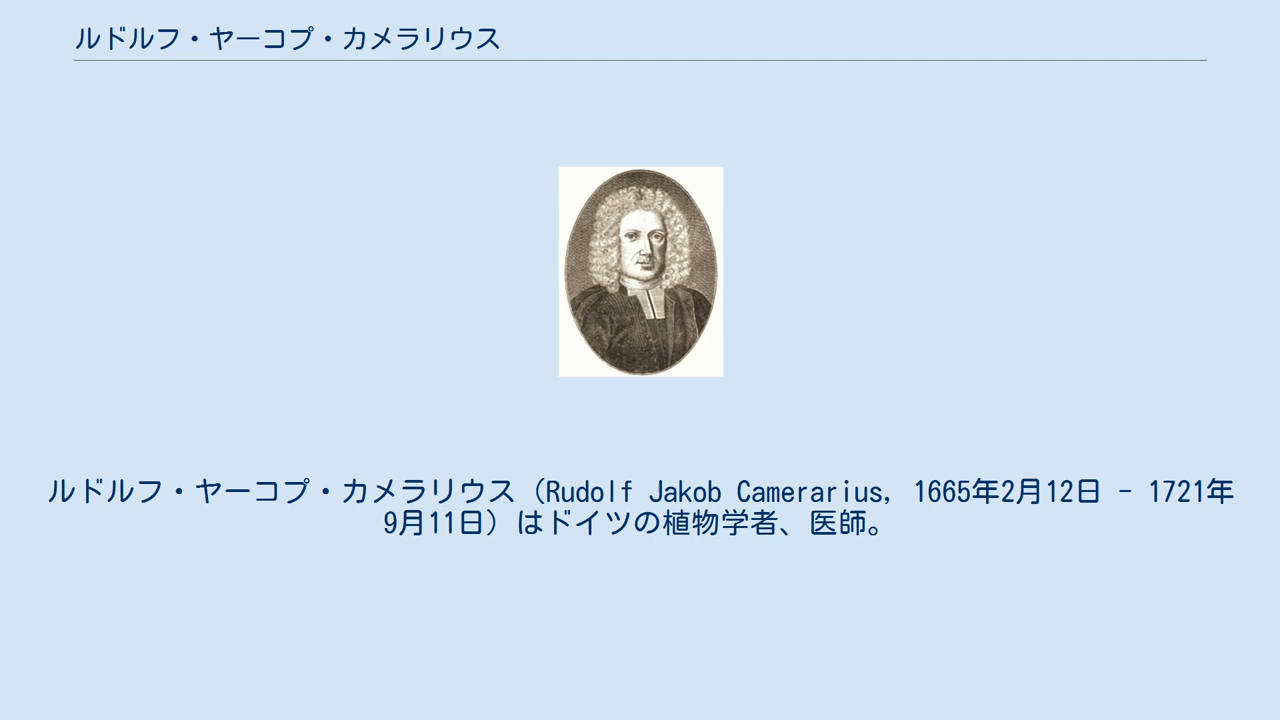 ルドルフ・ヤーコプ・カメラリウス
ルドルフ・ヤーコプ・カメラリウス（Rudolf Jakob Camerarius, 1665年2月12日 - 1721年
9月11日）はドイツの植物学者、医師。